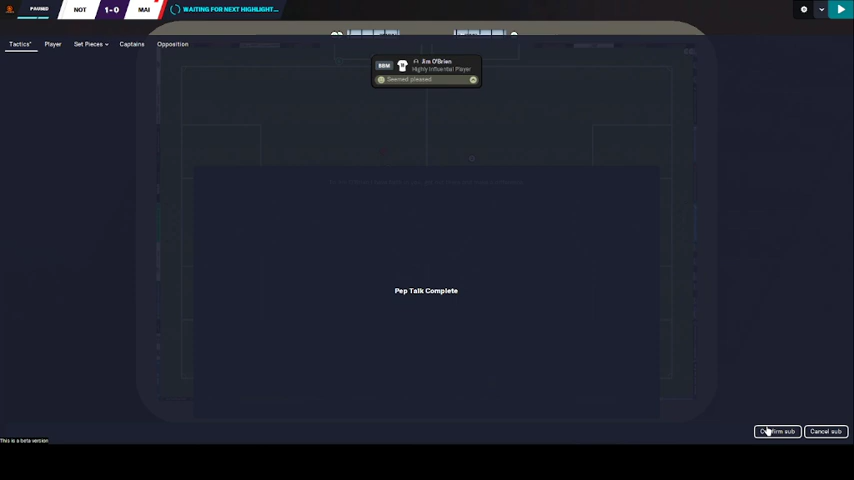 PAUSED
NOT
1-0
MAI
WAITING FOR NEXT HIGHLIGHT...
Tactics*
Player
Set Pieces
Captains
Opposition
BBM
Jim O'Brien
Highly Influential Player
Seemed pleased
Pep Talk Complete
Confirm sub
Cancel sub
This is a beta version